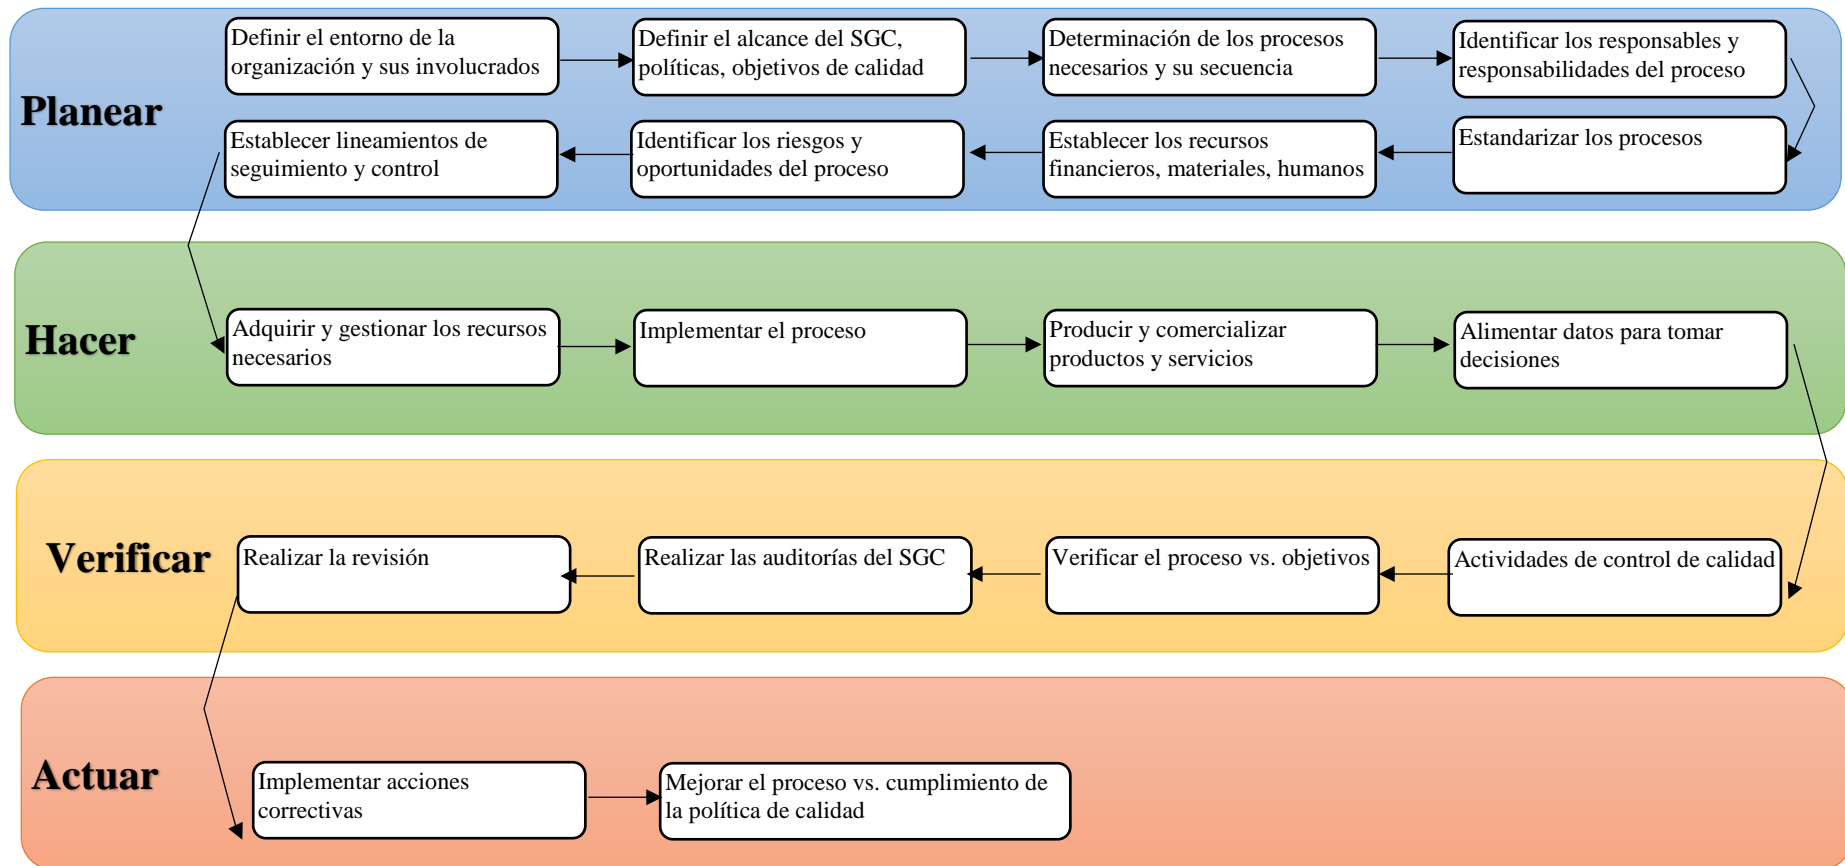 Planear
Definir el entorno de la
organización y sus involucrados
Definir el alcance del SGC,
políticas, objetivos de calidad
Determinación de los procesos
necesarios y su secuencia
Identificar los responsables y
responsabilidades del proceso
Estandarizar los procesos
Establecer los recursos
financieros, materiales, humanos
Identificar los riesgos y
oportunidades del proceso
Establecer lineamientos de
seguimiento y control
Hacer
Adquirir y gestionar los recursos
necesarios
Implementar el proceso
Producir y comercializar
productos y servicios
Alimentar datos para tomar
decisiones
Verificar
Actividades de control de calidad
Verificar el proceso vs. objetivos
Realizar las auditorías del SGC
Realizar la revisión
Actuar
Implementar acciones
correctivas
Mejorar el proceso vs. cumplimiento de
la política de calidad